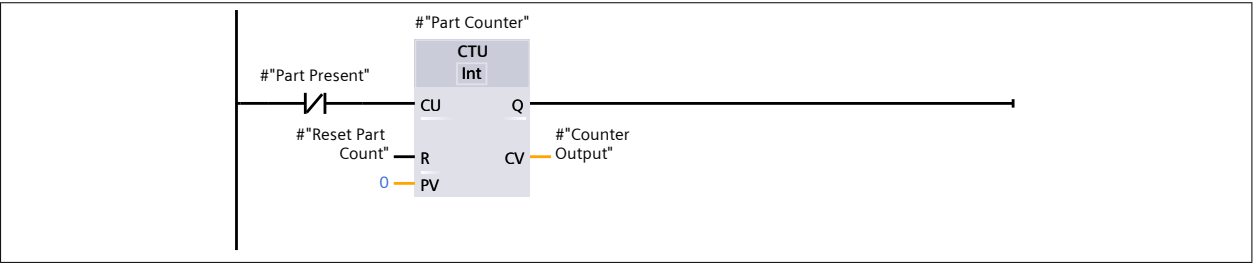 #"Part Counter"
CTU
Int
#"Part Present"
CU
Q
#"Reset Part
Count"
R
CV
#"Counter
Output"
0
PV